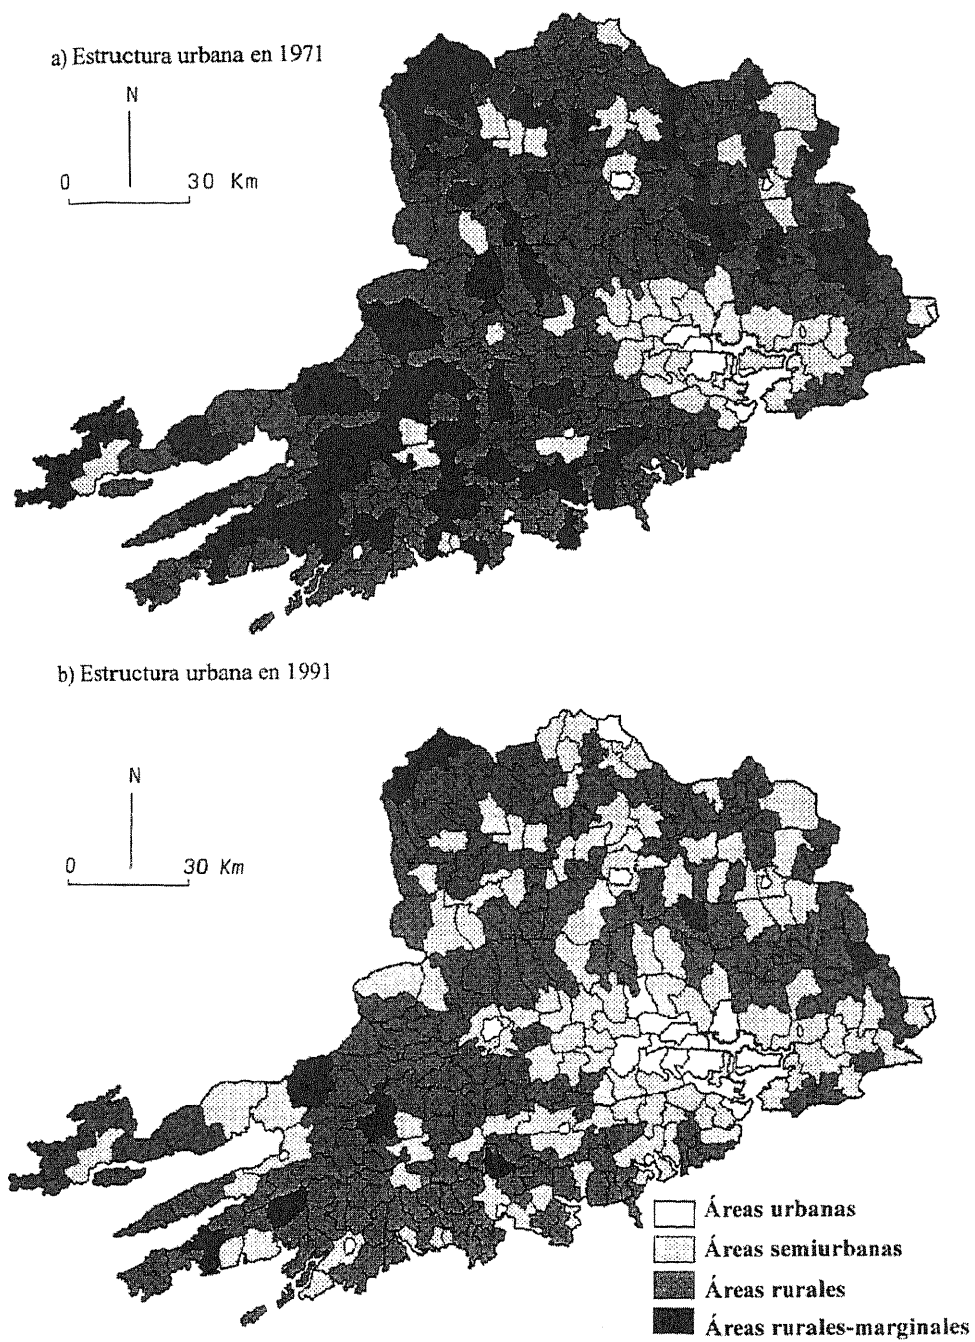 a) Estructura urbana en 1971
N
0 30 Km
b) Estructura urbana en 1991
N
0 30 Km
Áreas urbanas
Áreas semiurbanas
Áreas rurales
Áreas rurales-marginales